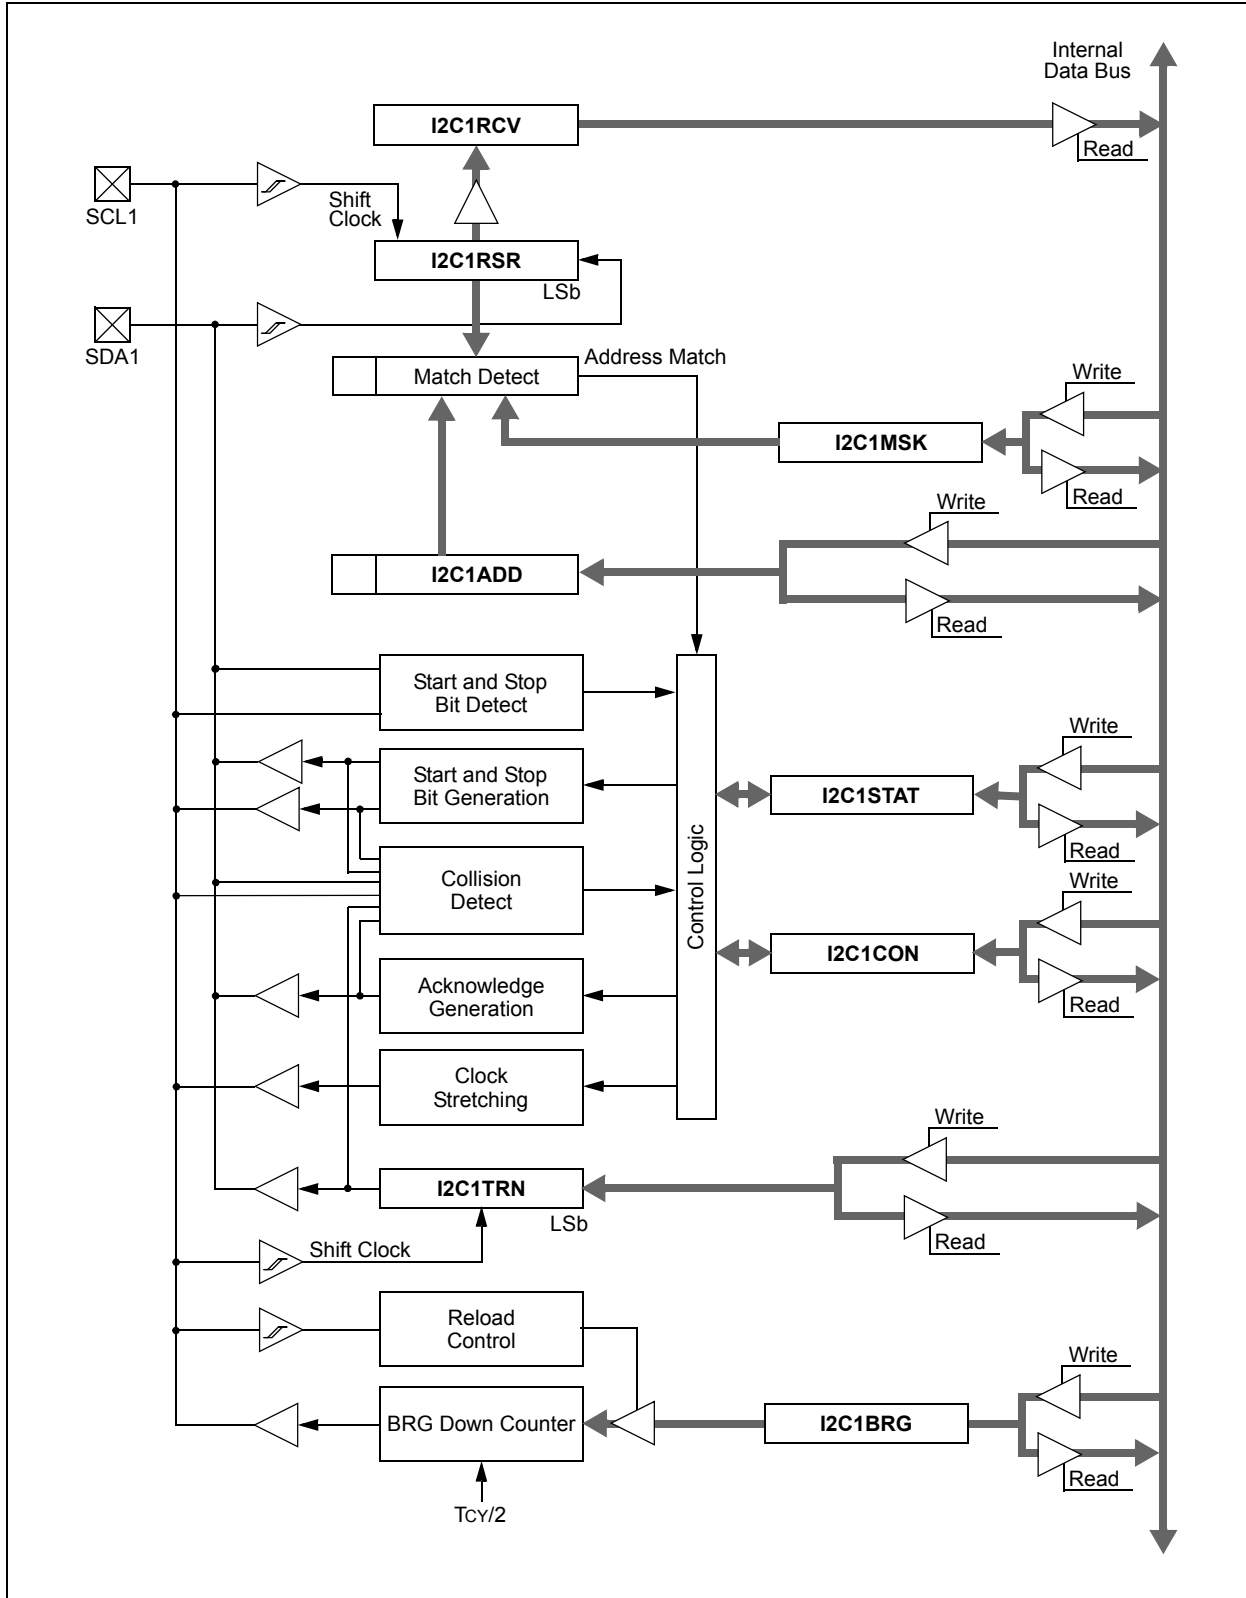 Internal
Data Bus
I2C1RCV
Read
SCL1
Shift
Clock
I2C1RSR
LSb
SDA1
Address Match
Match Detect
Write
I2C1MSK
Read
Write
I2C1ADD
Read
Start and Stop
Bit Detect
Write
Start and Stop
Bit Generation
I2C1STAT
Read
Control Logic
Collision
Detect
Write
I2C1CON
Read
Acknowledge
Generation
Clock
Stretching
Write
I2C1TRN
LSb
Read
Shift Clock
Reload
Control
Write
BRG Down Counter
I2C1BRG
Read
TCY/2